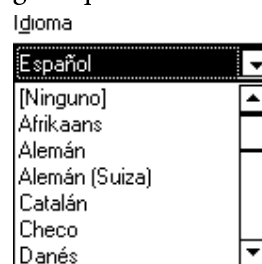 Idioma
Español
[Ninguno]
Afrikaans
Alemán
Alemán (Suiza)
Catalán
Checo
Danés